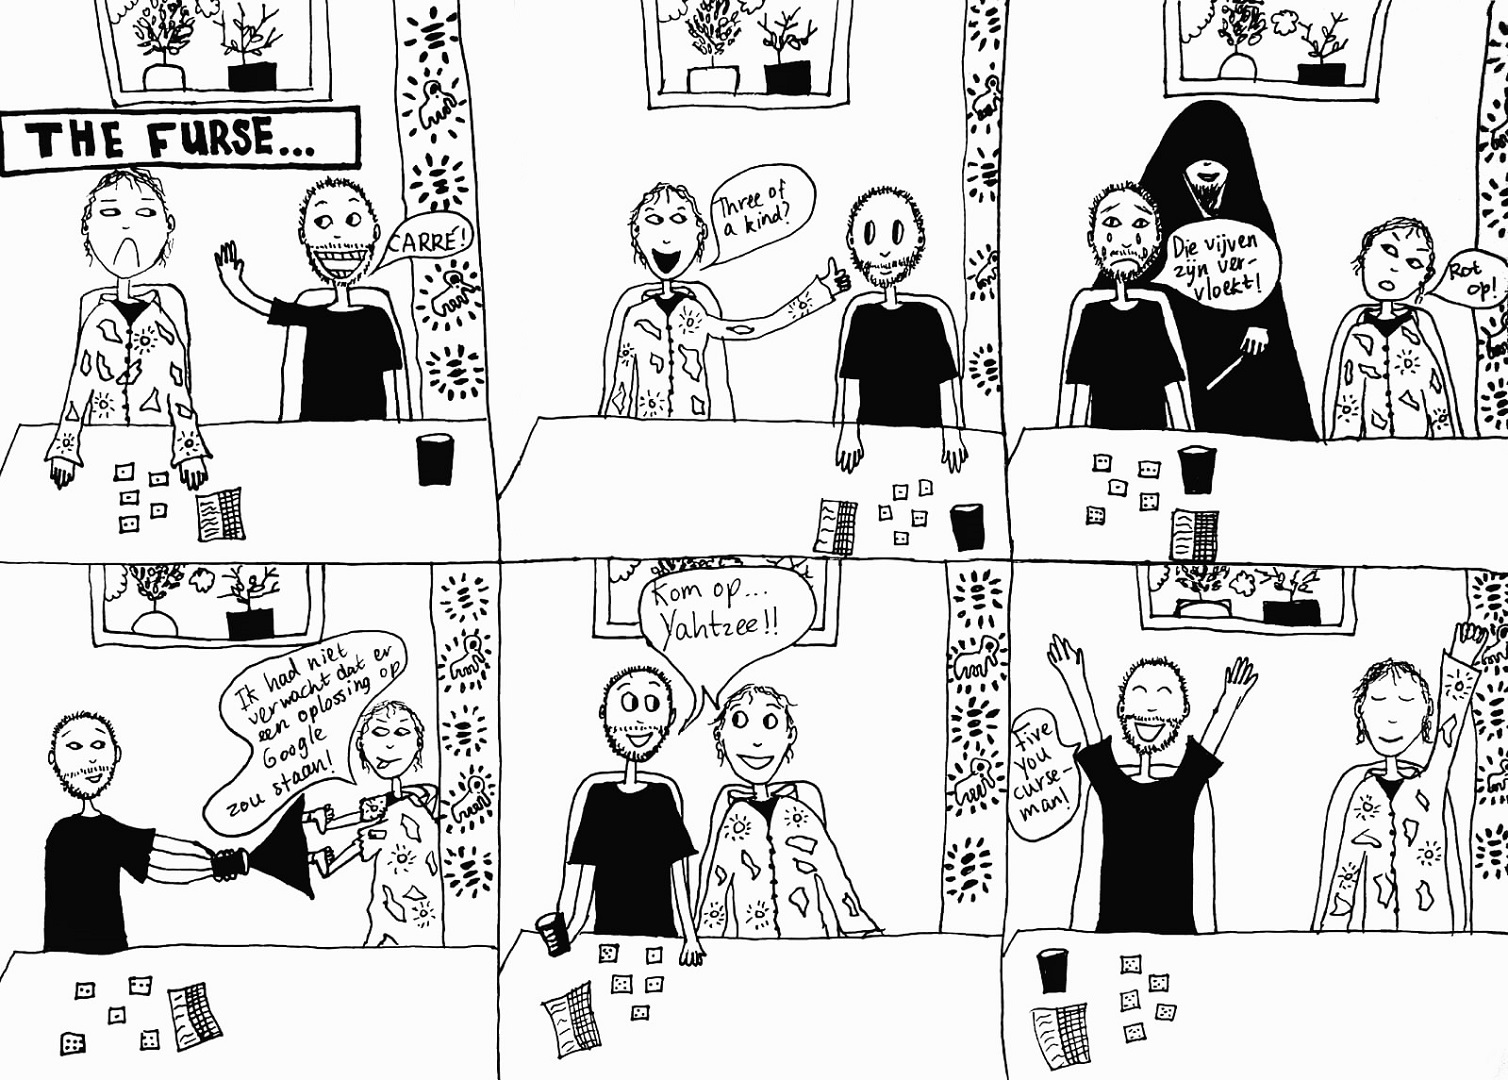 THE FURSE...
CARRÉ!
Three of
a kind?
Die vijven
zijn ver-
vloekt!
Rot
op!
Ik had niet
verwacht dat er
een oplossing op
Google
zou staan!
Kom op...
Yahtzee!!
Five
you
curse-
man!